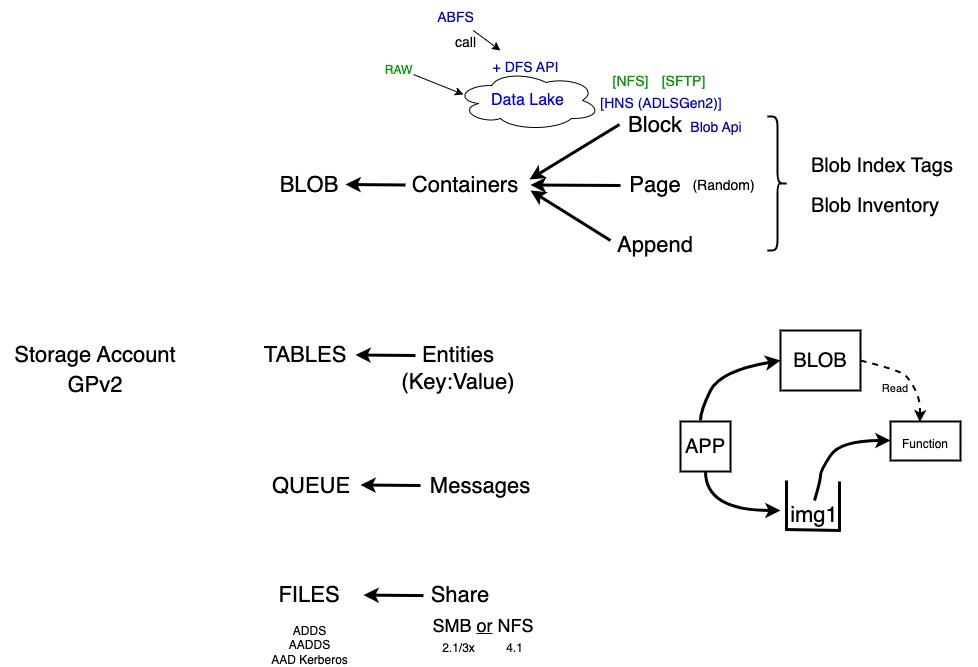 ABFS
call
RAW
+ DFS API
Data Lake
[NFS] [SFTP]
[HNS (ADLSGen2)]
Block Blob Api
BLOB
Containers
Page (Random)
Append
Blob Index Tags
Blob Inventory
Storage Account
GPv2
TABLES
Entities
(Key:Value)
BLOB
Read
APP
Function
img1
QUEUE
Messages
FILES
Share
ADDS
AADDS
AAD Kerberos
SMB or NFS
2.1/3x 4.1